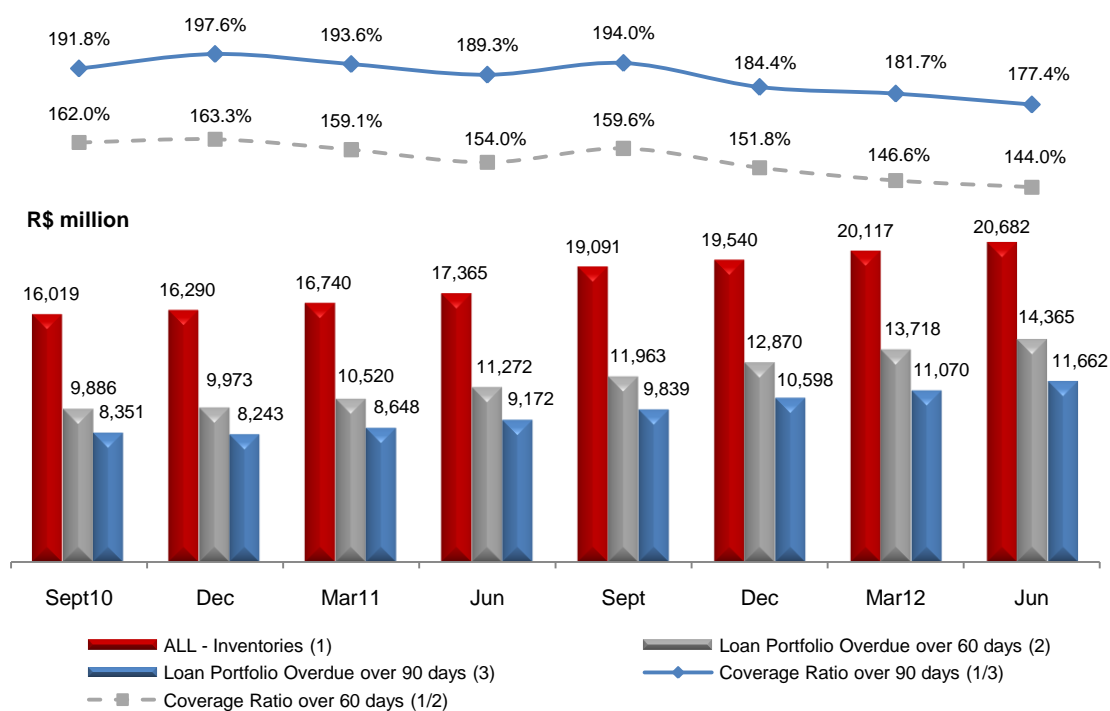 191.8% 197.6% 193.6% 189.3% 194.0% 184.4% 181.7% 177.4%
162.0% 163.3% 159.1% 154.0% 159.6% 151.8% 146.6% 144.0%
R$ million
16,019 16,290 16,740 17,365 19,091 19,540 20,117 20,682
9,886 9,973 10,520 11,272 11,963 12,870 13,718 14,365
8,351 8,243 8,648 9,172 9,839 10,598 11,070 11,662
Sept10 Dec Mar11 Jun Sept Dec Mar12 Jun
ALL - Inventories (1) Loan Portfolio Overdue over 60 days (2)
Loan Portfolio Overdue over 90 days (3) Coverage Ratio over 90 days (1/3)
Coverage Ratio over 60 days (1/2)